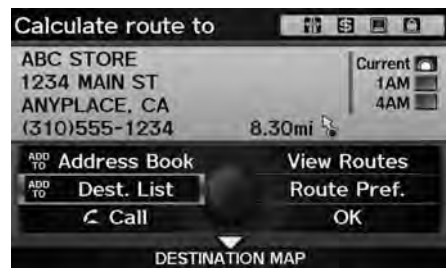 Calculate route to
ABC STORE
1234 MAIN ST
ANYPLACE, CA
(310)555-1234 8.30mi
Current
1AM
4AM
ADD TO Address Book
View Routes
ADD TO Dest. List
Route Pref.
Call
OK
DESTINATION MAP